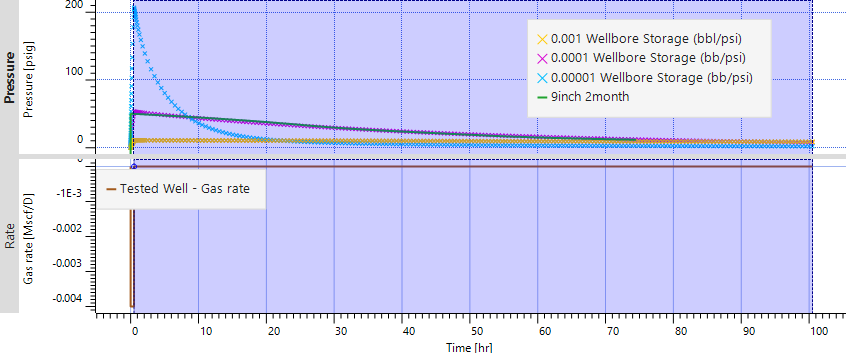 200
100
0
Pressure
Pressure [psig]
0.001 Wellbore Storage (bbl/psi)
0.0001 Wellbore Storage (bb/psi)
0.00001 Wellbore Storage (bb/psi)
9inch 2month
0
-1E-3
-0.002
-0.003
-0.004
Rate
Gas rate [Mscf/D]
Tested Well - Gas rate
0 10 20 30 40 50 60 70 80 90 100
Time [hr]